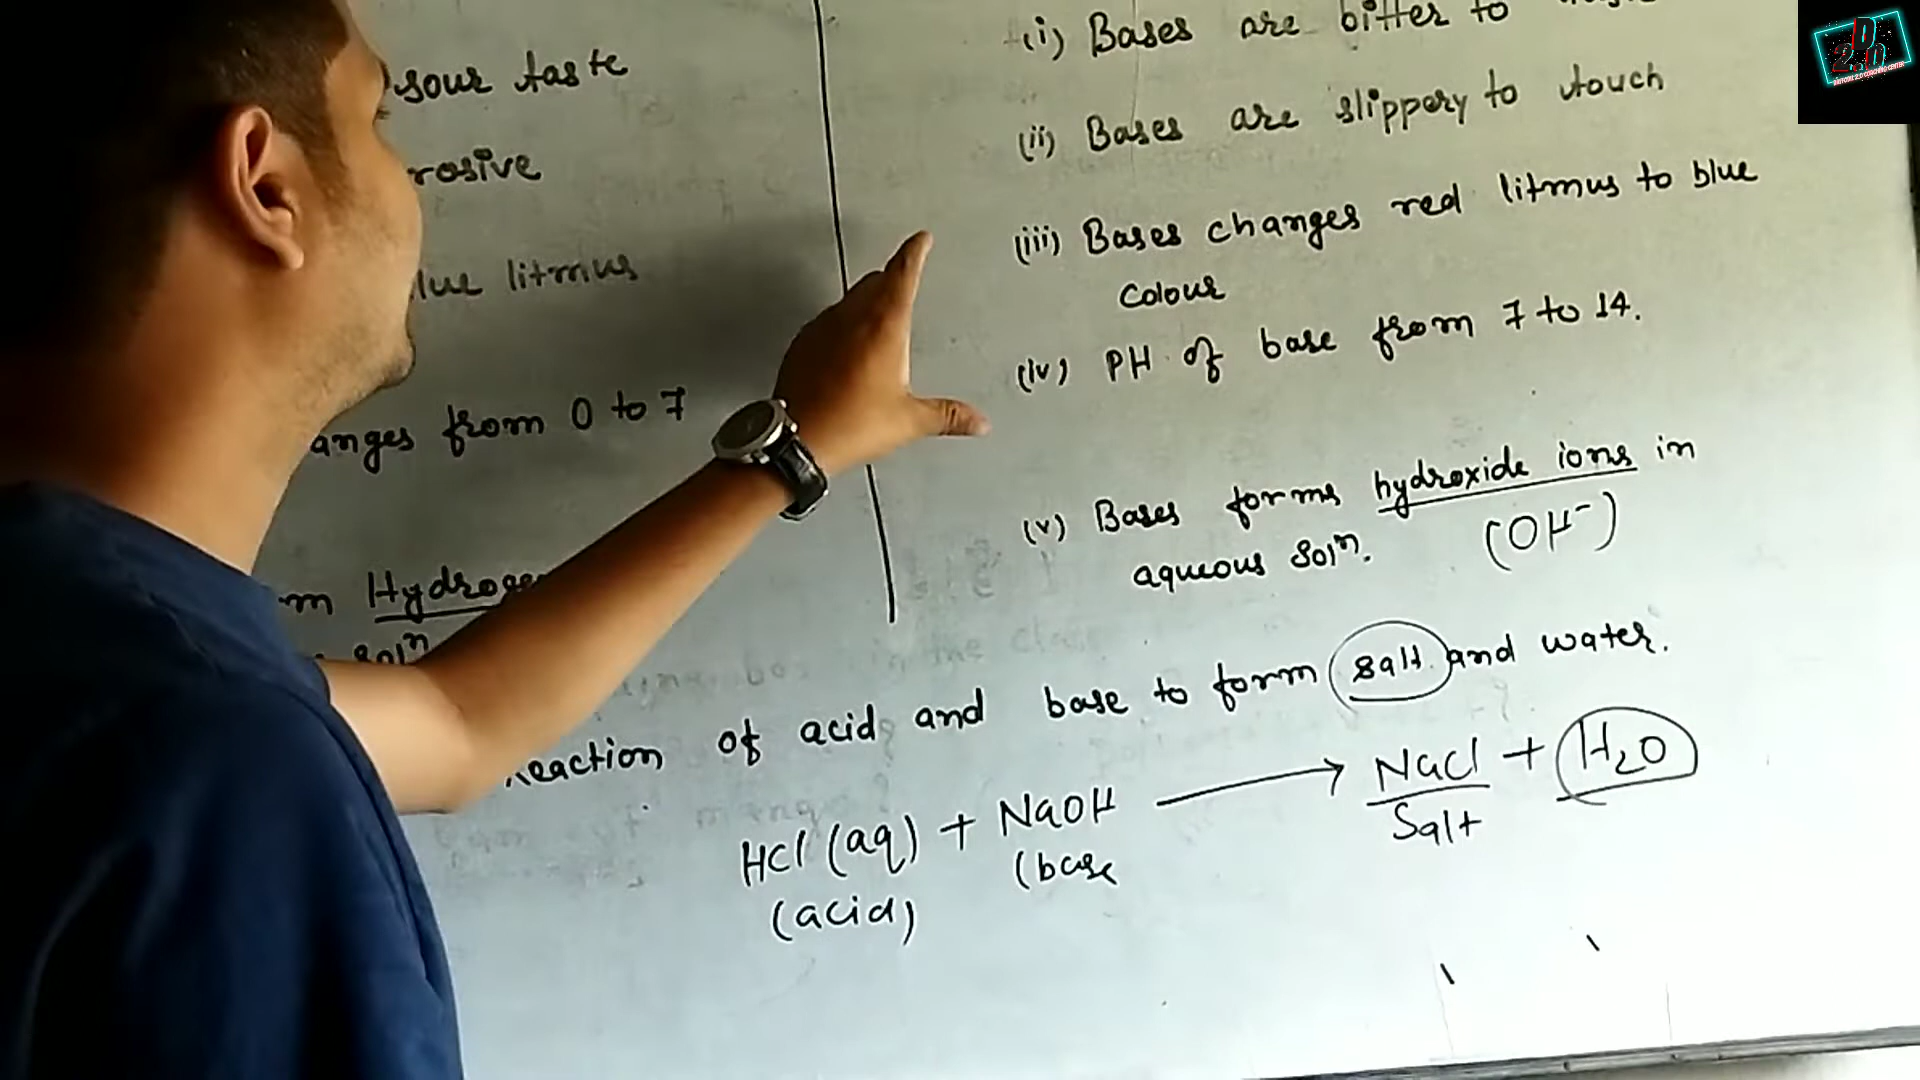 sour taste
rosive
lue litmus
anges from 0 to 7
m Hydrogen
soln
(i) Bases are bitter to
(ii) Bases are slippery to touch
(iii) Bases changes red litmus to blue
colour
(iv) PH of base from 7 to 14.
(v) Bases forms hydroxide ions in
aqueous solⁿ. (OH⁻)
Reaction of acid and base to form salt and water.
HCl (aq) + NaOH → NaCl + H₂O
(acid) (base Salt
D
2.0